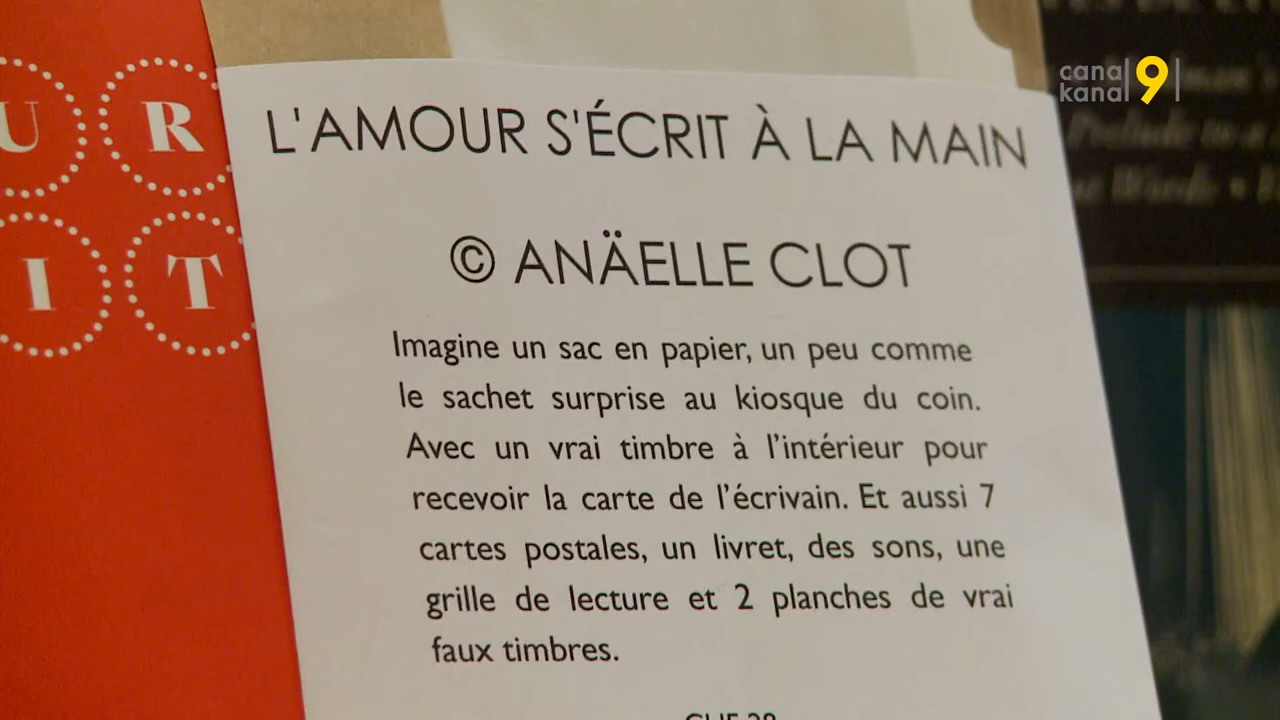 canal 9
kanal
U R
I T
L'AMOUR S'ÉCRIT À LA MAIN
© ANÄELLE CLOT
Imagine un sac en papier, un peu comme
le sachet surprise au kiosque du coin.
Avec un vrai timbre à l'intérieur pour
recevoir la carte de l'écrivain. Et aussi 7
cartes postales, un livret, des sons, une
grille de lecture et 2 planches de vrai
faux timbres.